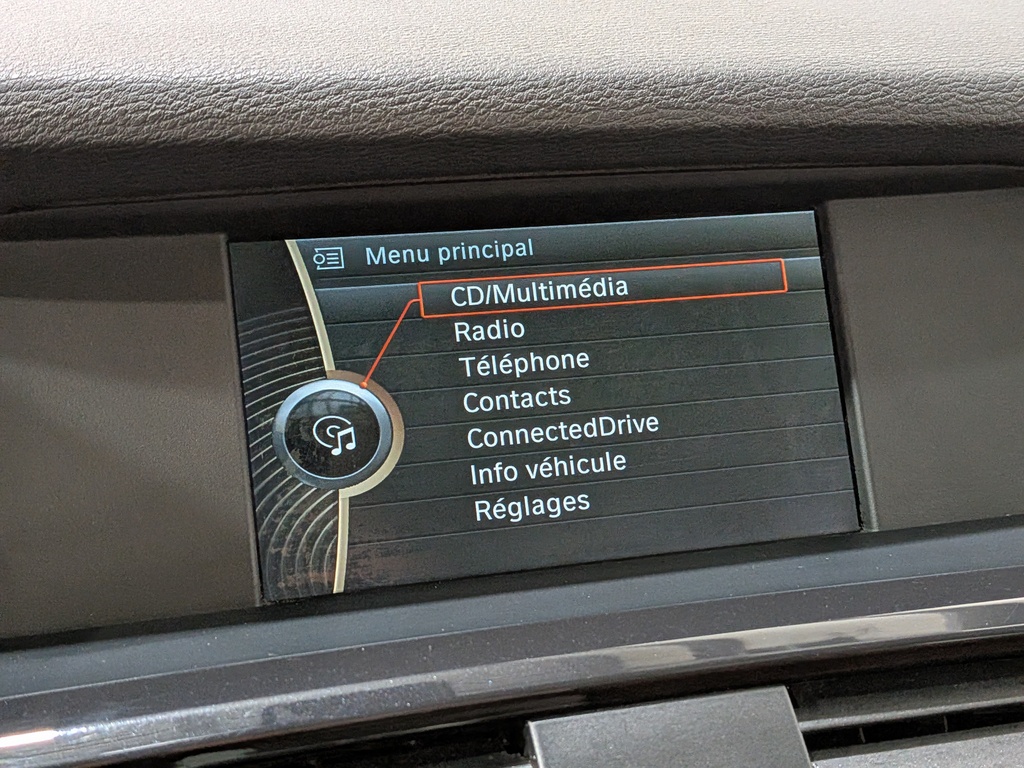 Menu principal
CD/Multimédia
Radio
Téléphone
Contacts
ConnectedDrive
Info véhicule
Réglages